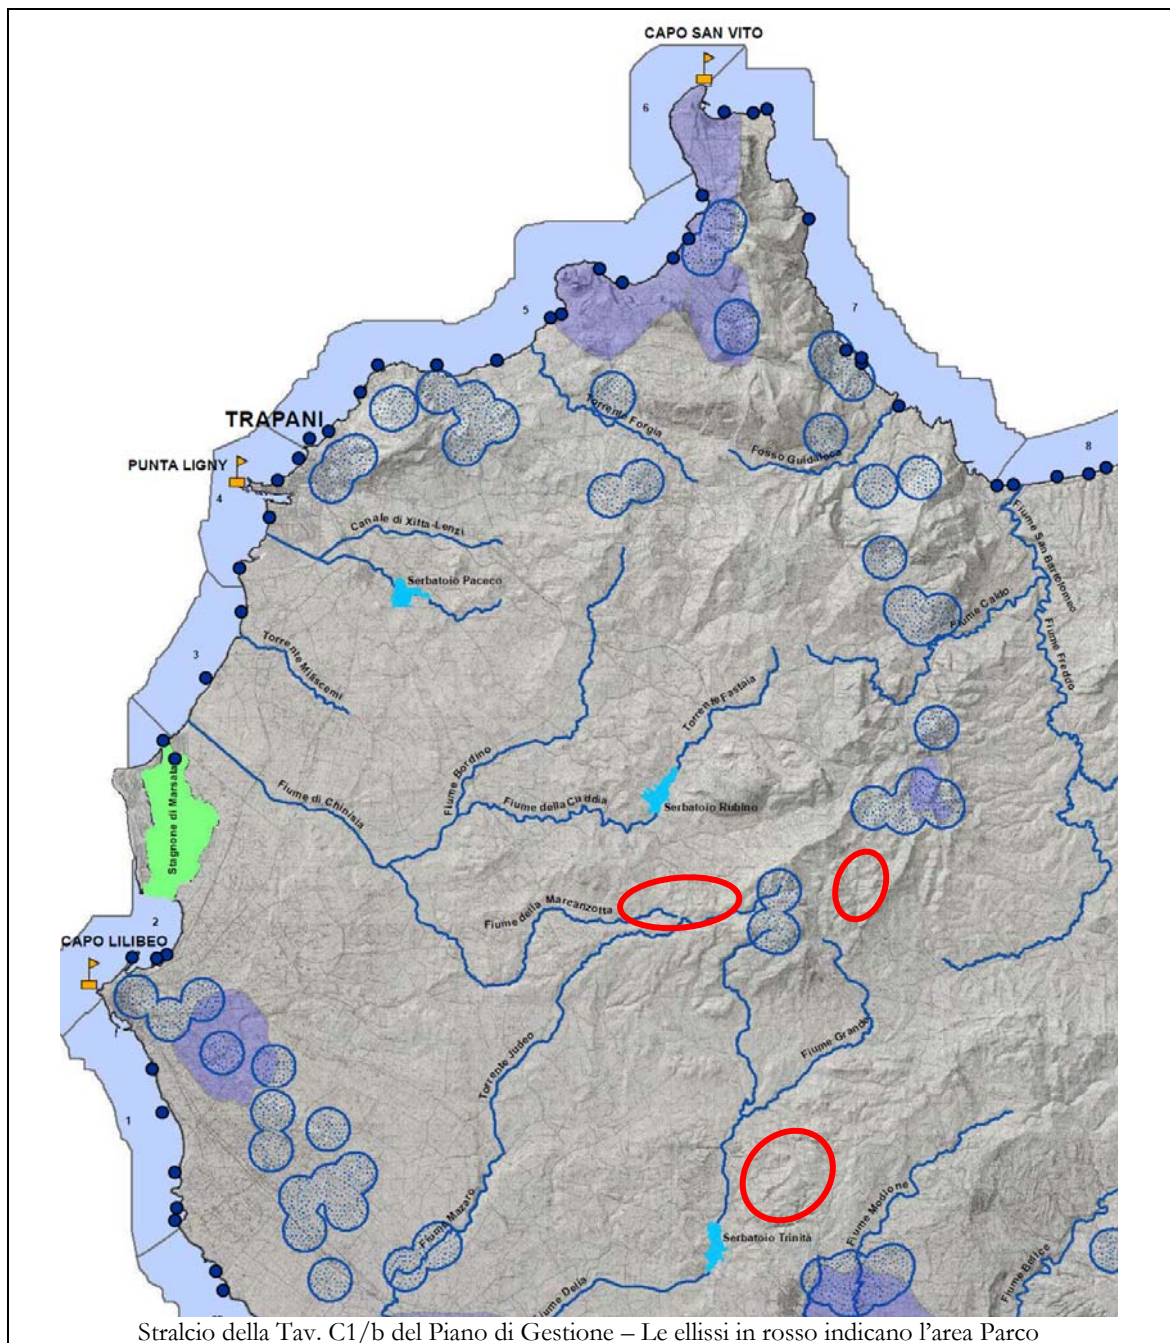 CAPO SAN VITO
6
5
7
TRAPANI
Torrente Forgia
8
PUNTA LIGNY
Fosso Guidaloca
4
Canale di Xitta-Lenzi
Fiume San Bartolomeo
Serbatoio Paceco
Fiume Caldo
Torrente Miliscemi
3
Fiume Freddo
Torrente Fastaia
Fiume Bordino
Stagnone di Marsala
Fiume di Chinisia
Fiume della Cuddia
Serbatoio Rubino
2
Fiume della Marcanzotta
CAPO LILIBEO
1
Torrente Judeo
Fiume Grande
1
Fiume Mazaro
Fiume Modione
Serbatoio Trinità
Fiume Delia
Fiume Belice
Stralcio della Tav. C1/b del Piano di Gestione – Le ellissi in rosso indicano l'area Parco